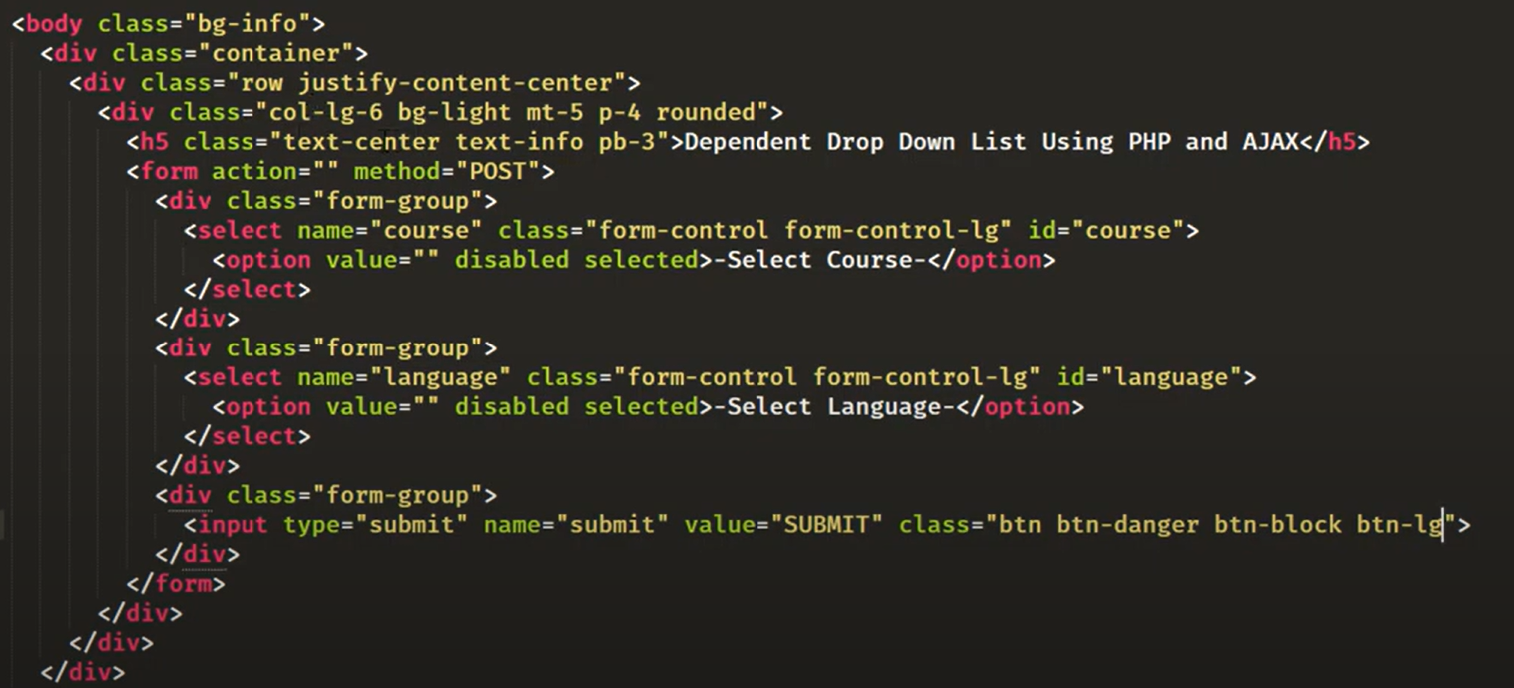 <body class="bg-info">
<div class="container">
<div class="row justify-content-center">
<div class="col-lg-6 bg-light mt-5 p-4 rounded">
<h5 class="text-center text-info pb-3">Dependent Drop Down List Using PHP and AJAX</h5>
<form action="" method="POST">
<div class="form-group">
<select name="course" class="form-control form-control-lg" id="course">
<option value="" disabled selected>-Select Course-</option>
</select>
</div>
<div class="form-group">
<select name="language" class="form-control form-control-lg" id="language">
<option value="" disabled selected>-Select Language-</option>
</select>
</div>
<div class="form-group">
<input type="submit" name="submit" value="SUBMIT" class="btn btn-danger btn-block btn-lg">
</div>
</form>
</div>
</div>
</div>